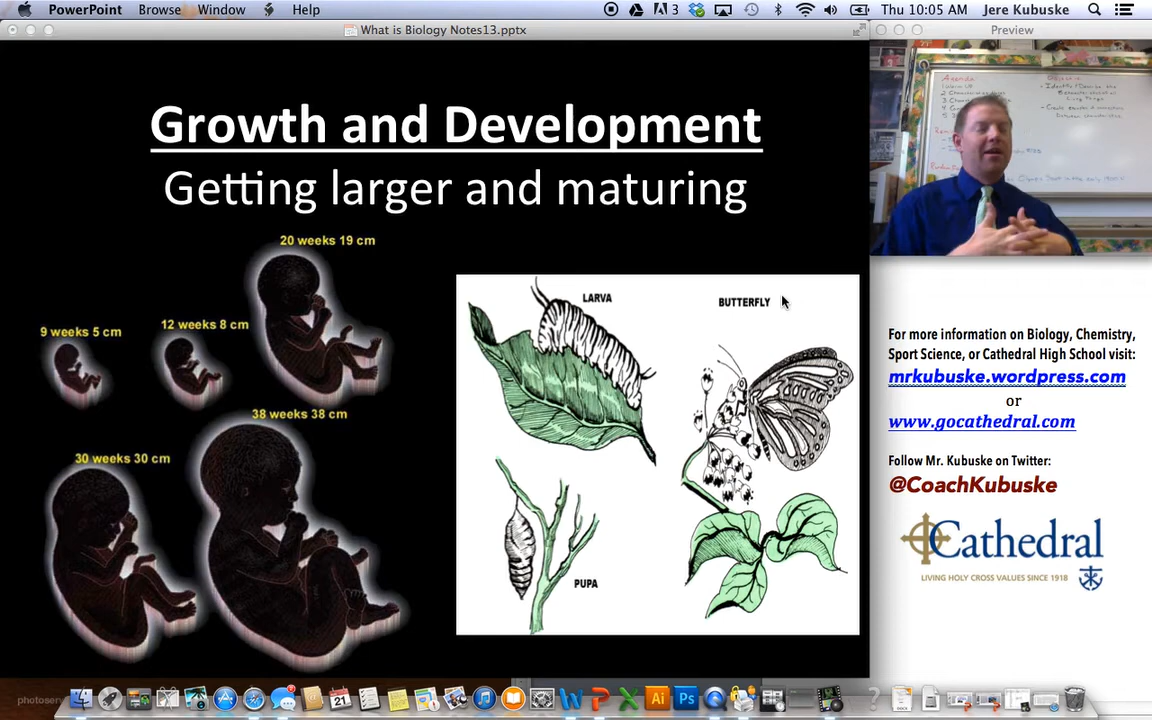 PowerPoint Browse Window Help
3 Thu 10:05 AM Jere Kubuske
What is Biology Notes13.pptx
Preview
Growth and Development
Getting larger and maturing
20 weeks 19 cm
9 weeks 5 cm
12 weeks 8 cm
38 weeks 38 cm
30 weeks 30 cm
LARVA
BUTTERFLY
PUPA
Agenda
For more information on Biology, Chemistry,
Sport Science, or Cathedral High School visit:
mrkubuske.wordpress.com
or
www.gocathedral.com
Follow Mr. Kubuske on Twitter:
@CoachKubuske
Cathedral
LIVING HOLY CROSS VALUES SINCE 1918